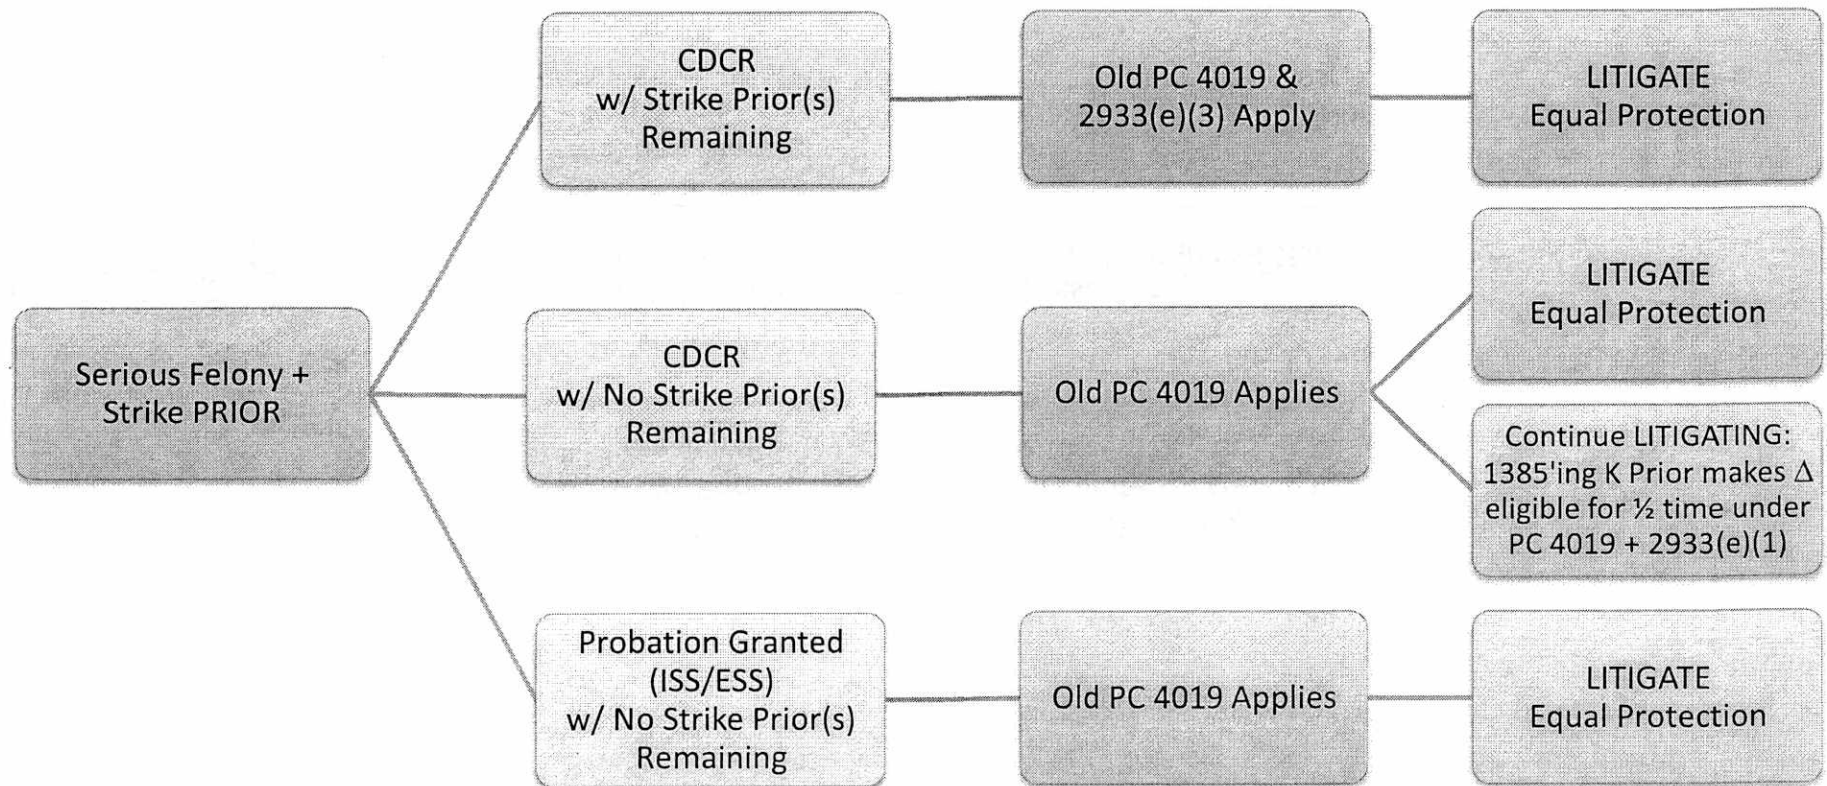 CDCR
w/ Strike Prior(s)
Remaining
Old PC 4019 &
2933(e)(3) Apply
LITIGATE
Equal Protection
Serious Felony +
Strike PRIOR
CDCR
w/ No Strike Prior(s)
Remaining
Old PC 4019 Applies
LITIGATE
Equal Protection
Continue LITIGATING:
1385'ing K Prior makes Δ
eligible for ½ time under
PC 4019 + 2933(e)(1)
Probation Granted
(ISS/ESS)
w/ No Strike Prior(s)
Remaining
Old PC 4019 Applies
LITIGATE
Equal Protection